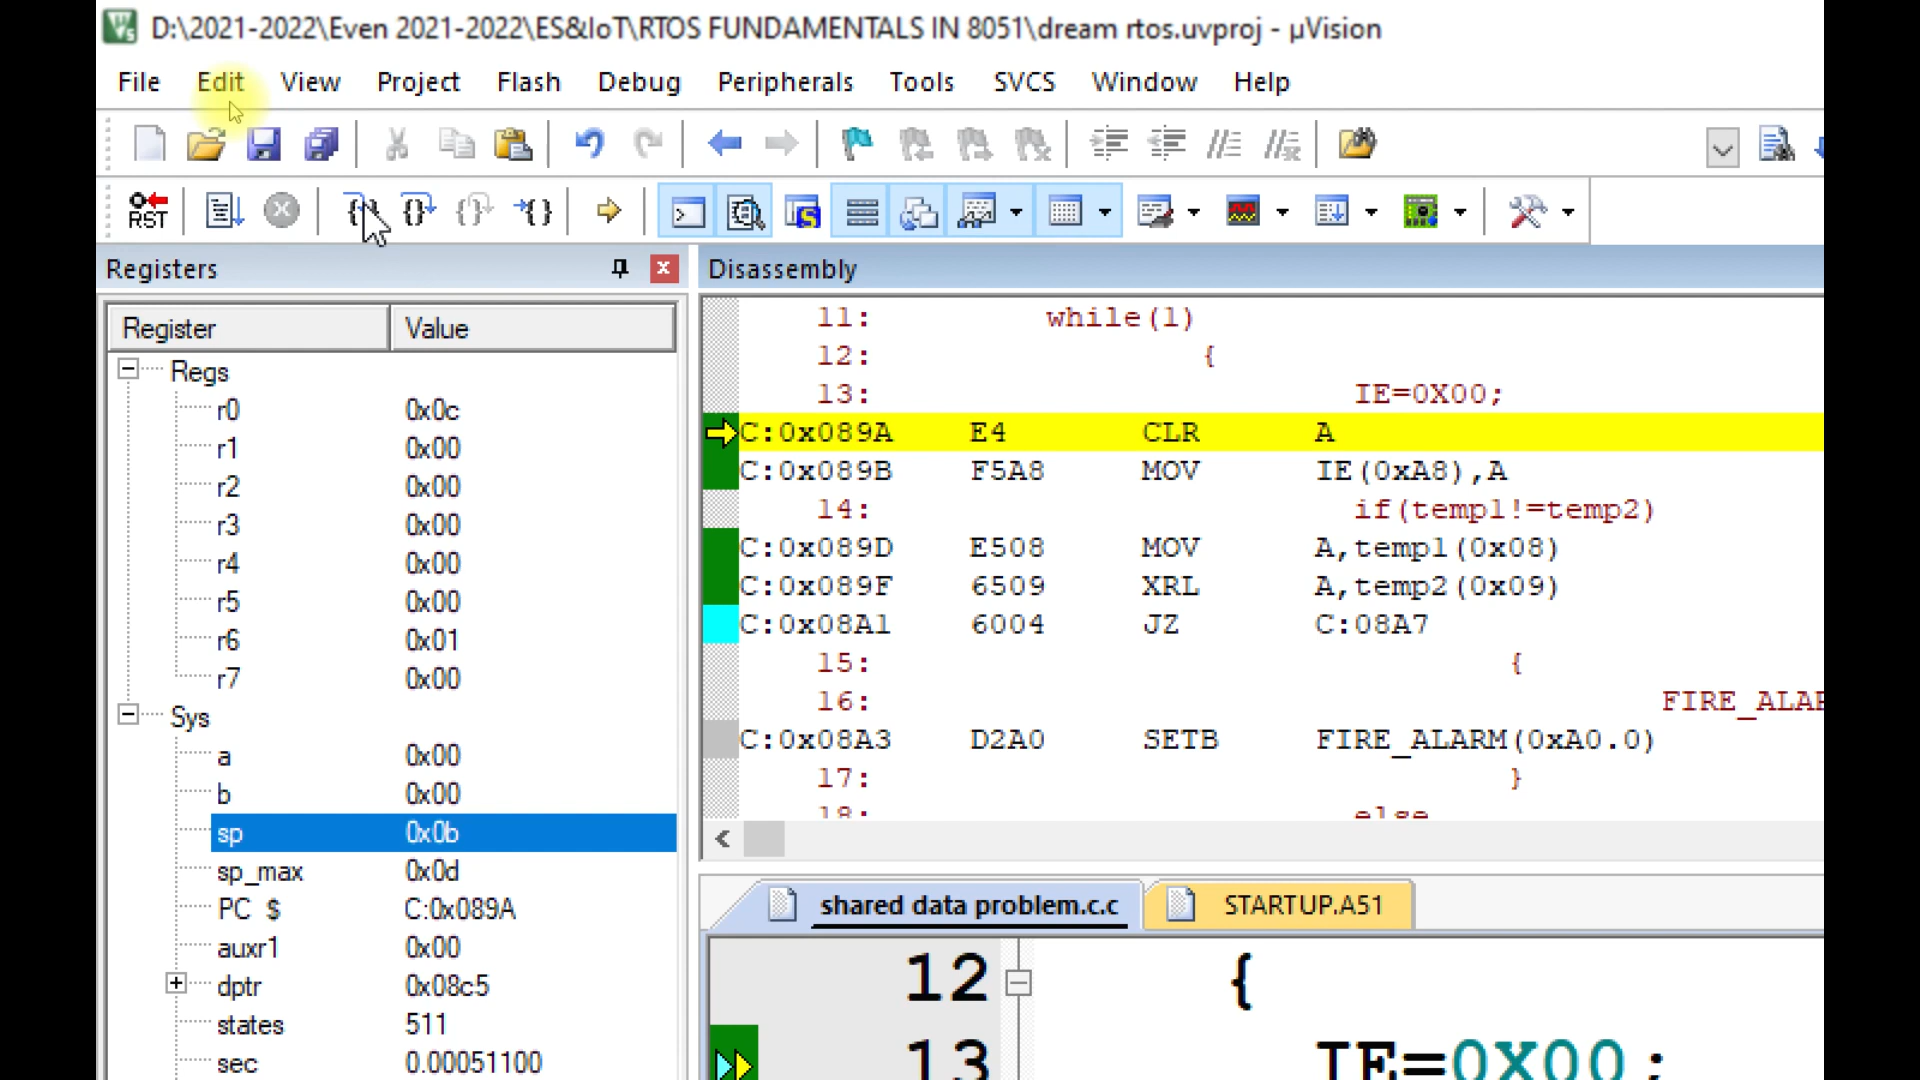 D:\2021-2022\Even 2021-2022\ES&IoT\RTOS FUNDAMENTALS IN 8051\dream rtos.uvproj - µVision
File Edit View Project Flash Debug Peripherals Tools SVCS Window Help
RST
Registers
Register Value
Regs
r0 0x0c
r1 0x00
r2 0x00
r3 0x00
r4 0x00
r5 0x00
r6 0x01
r7 0x00
Sys
a 0x00
b 0x00
sp 0x0b
sp_max 0x0d
PC $ C:0x089A
auxr1 0x00
dptr 0x08c5
states 511
sec 0.00051100
Disassembly
11: while(1)
12: {
13: IE=0X00;
C:0x089A E4 CLR A
C:0x089B F5A8 MOV IE(0xA8),A
14: if(temp1!=temp2)
C:0x089D E508 MOV A,temp1(0x08)
C:0x089F 6509 XRL A,temp2(0x09)
C:0x08A1 6004 JZ C:08A7
15: {
16: FIRE_ALAR
C:0x08A3 D2A0 SETB FIRE_ALARM(0xA0.0)
17: }
18: else
shared data problem.c.c STARTUP.A51
12 {
13 IE=0X00;